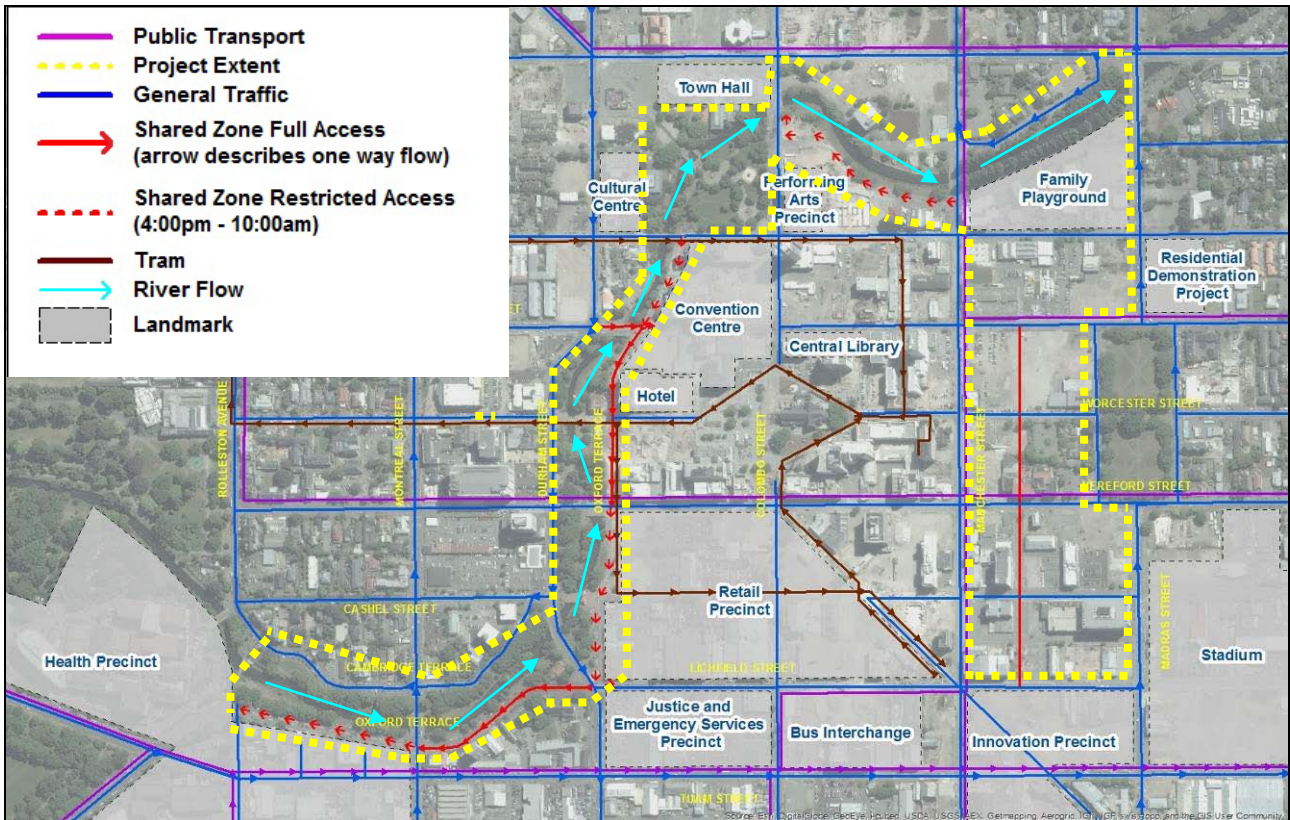 Public Transport
Project Extent
General Traffic
Shared Zone Full Access
(arrow describes one way flow)
Shared Zone Restricted Access
(4:00pm - 10:00am)
Tram
River Flow
Landmark
Town Hall
Cultural
Centre
Performing
Arts
Precinct
Family
Playground
Residential
Demonstration
Project
Convention
Centre
Central Library
Hotel
ROLLESTON AVENUE
MONTREAL STREET
DURHAM STREET
OXFORD TERRACE
COLOMBO STREET
MANCHESTER STREET
WORCESTER STREET
HEREFORD STREET
CASHEL STREET
Retail
Precinct
MADRAS STREET
Health Precinct
CAMBRIDGE TERRACE
LICHFIELD STREET
Stadium
OXFORD TERRACE
Justice and
Emergency Services
Precinct
Bus Interchange
Innovation Precinct
TUAM STREET